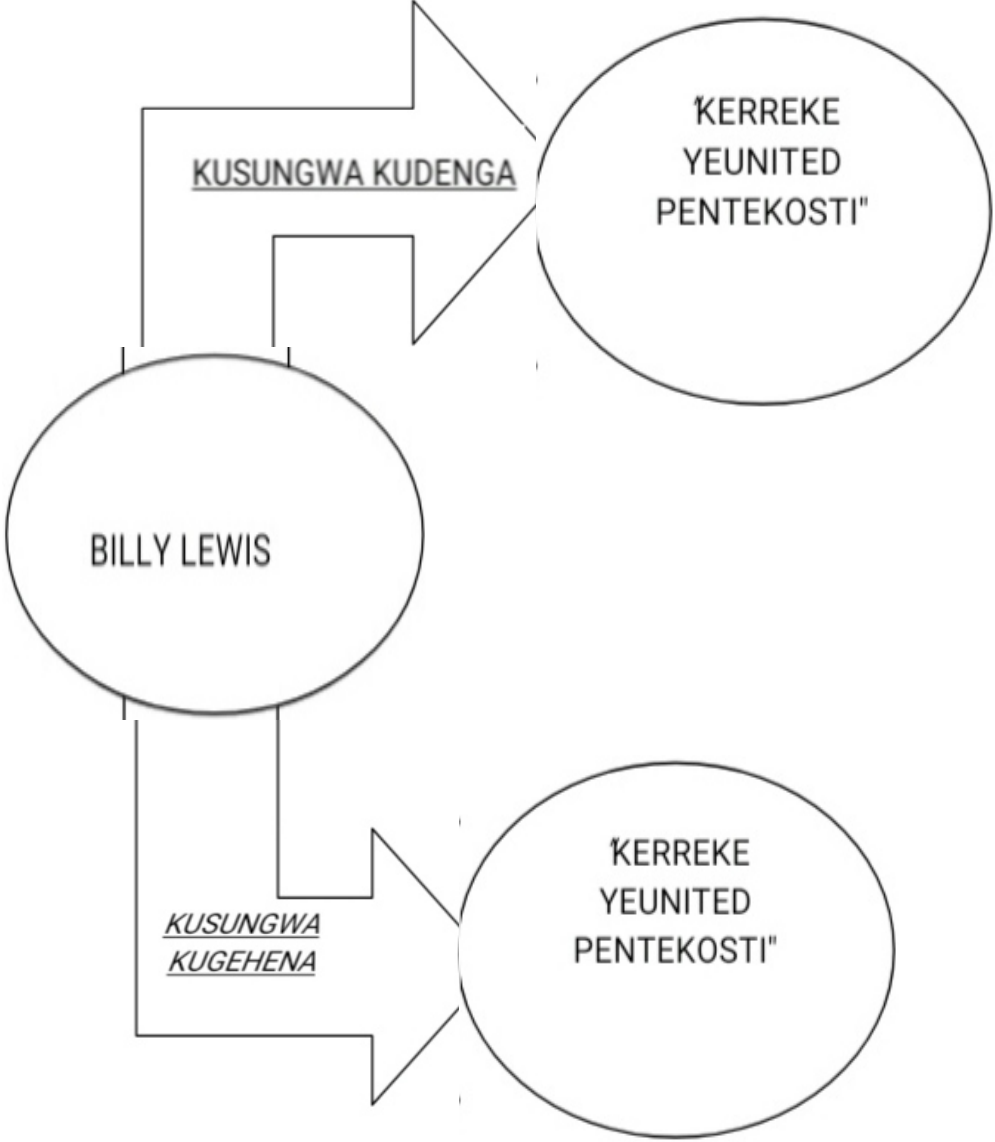 "KERREKE
YEUNITED
PENTEKOSTI"
KUSUNGWA KUDENGA
BILLY LEWIS
"KERREKE
YEUNITED
PENTEKOSTI"
KUSUNGWA
KUGEHENA